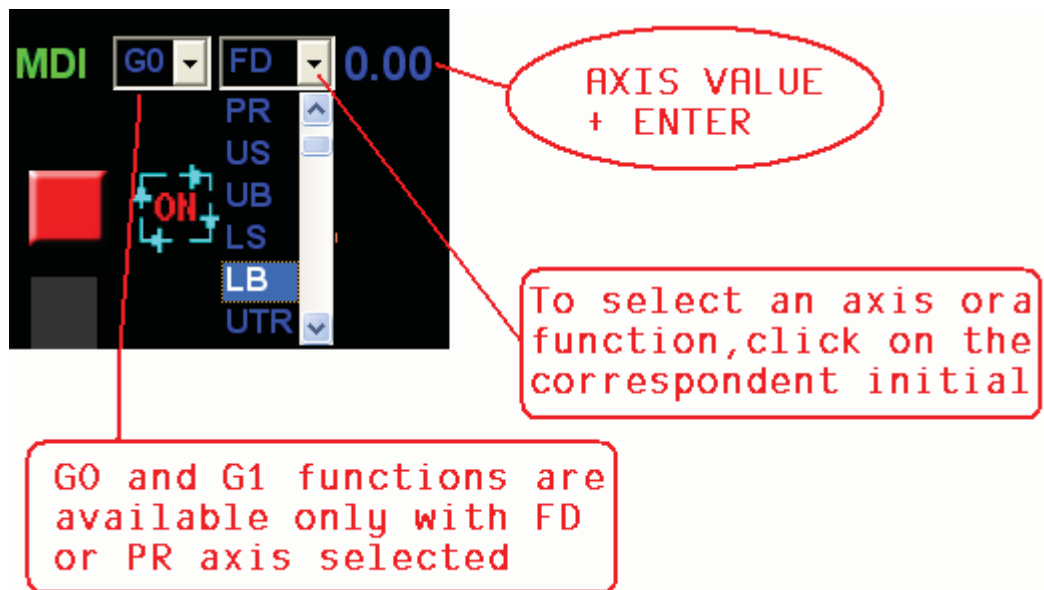 MDI G0 FD 0.00
AXIS VALUE
+ ENTER
PR
US
UB
ON
LS
LB
UTR
To select an axis ora
function,click on the
correspondent initial
G0 and G1 functions are
available only with FD
or PR axis selected